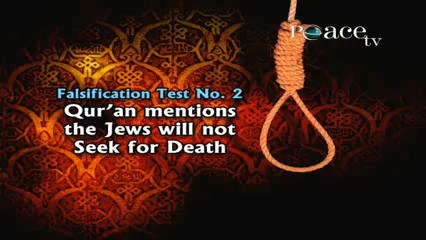 Peace
tv
Falsification Test No. 2
Qur'an mentions
the Jews will not
Seek for Death